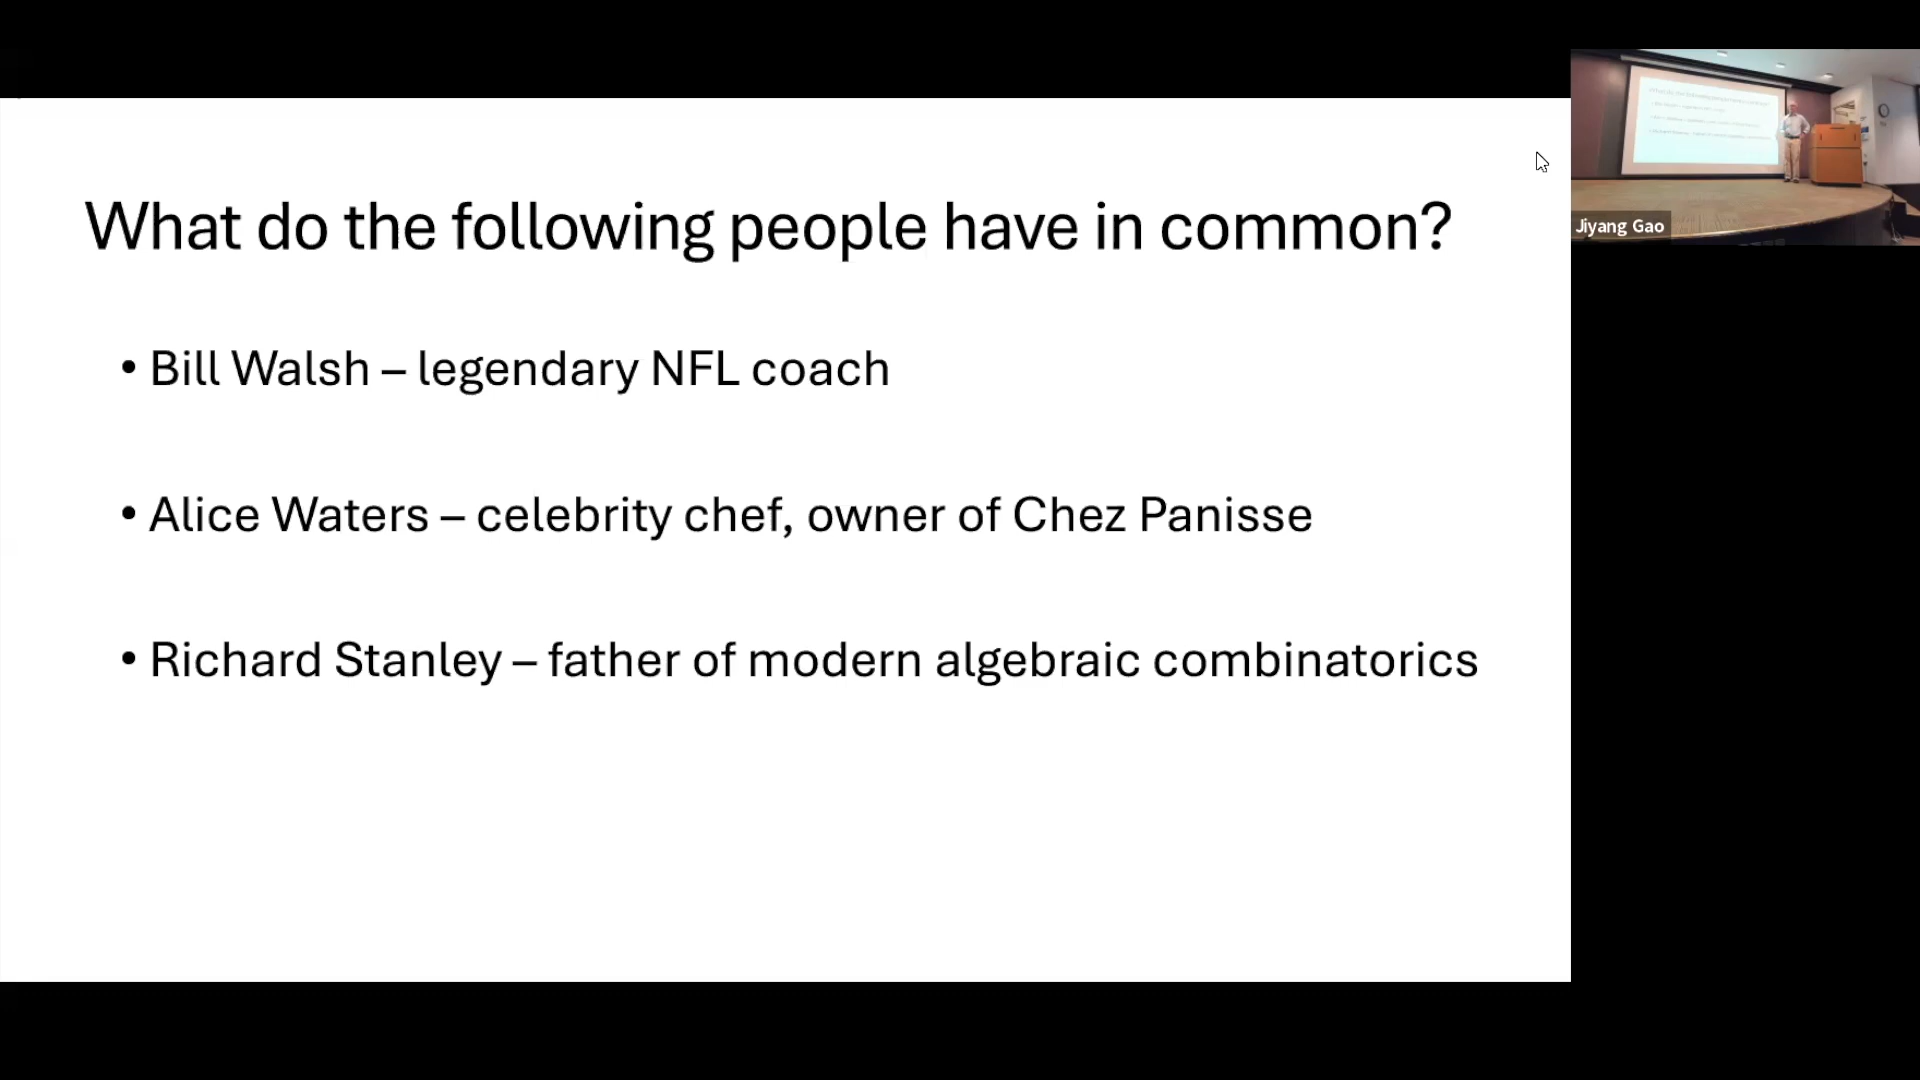 What do the following people have in common?
• Bill Walsh – legendary NFL coach
• Alice Waters – celebrity chef, owner of Chez Panisse
• Richard Stanley – father of modern algebraic combinatorics
Jiyang Gao